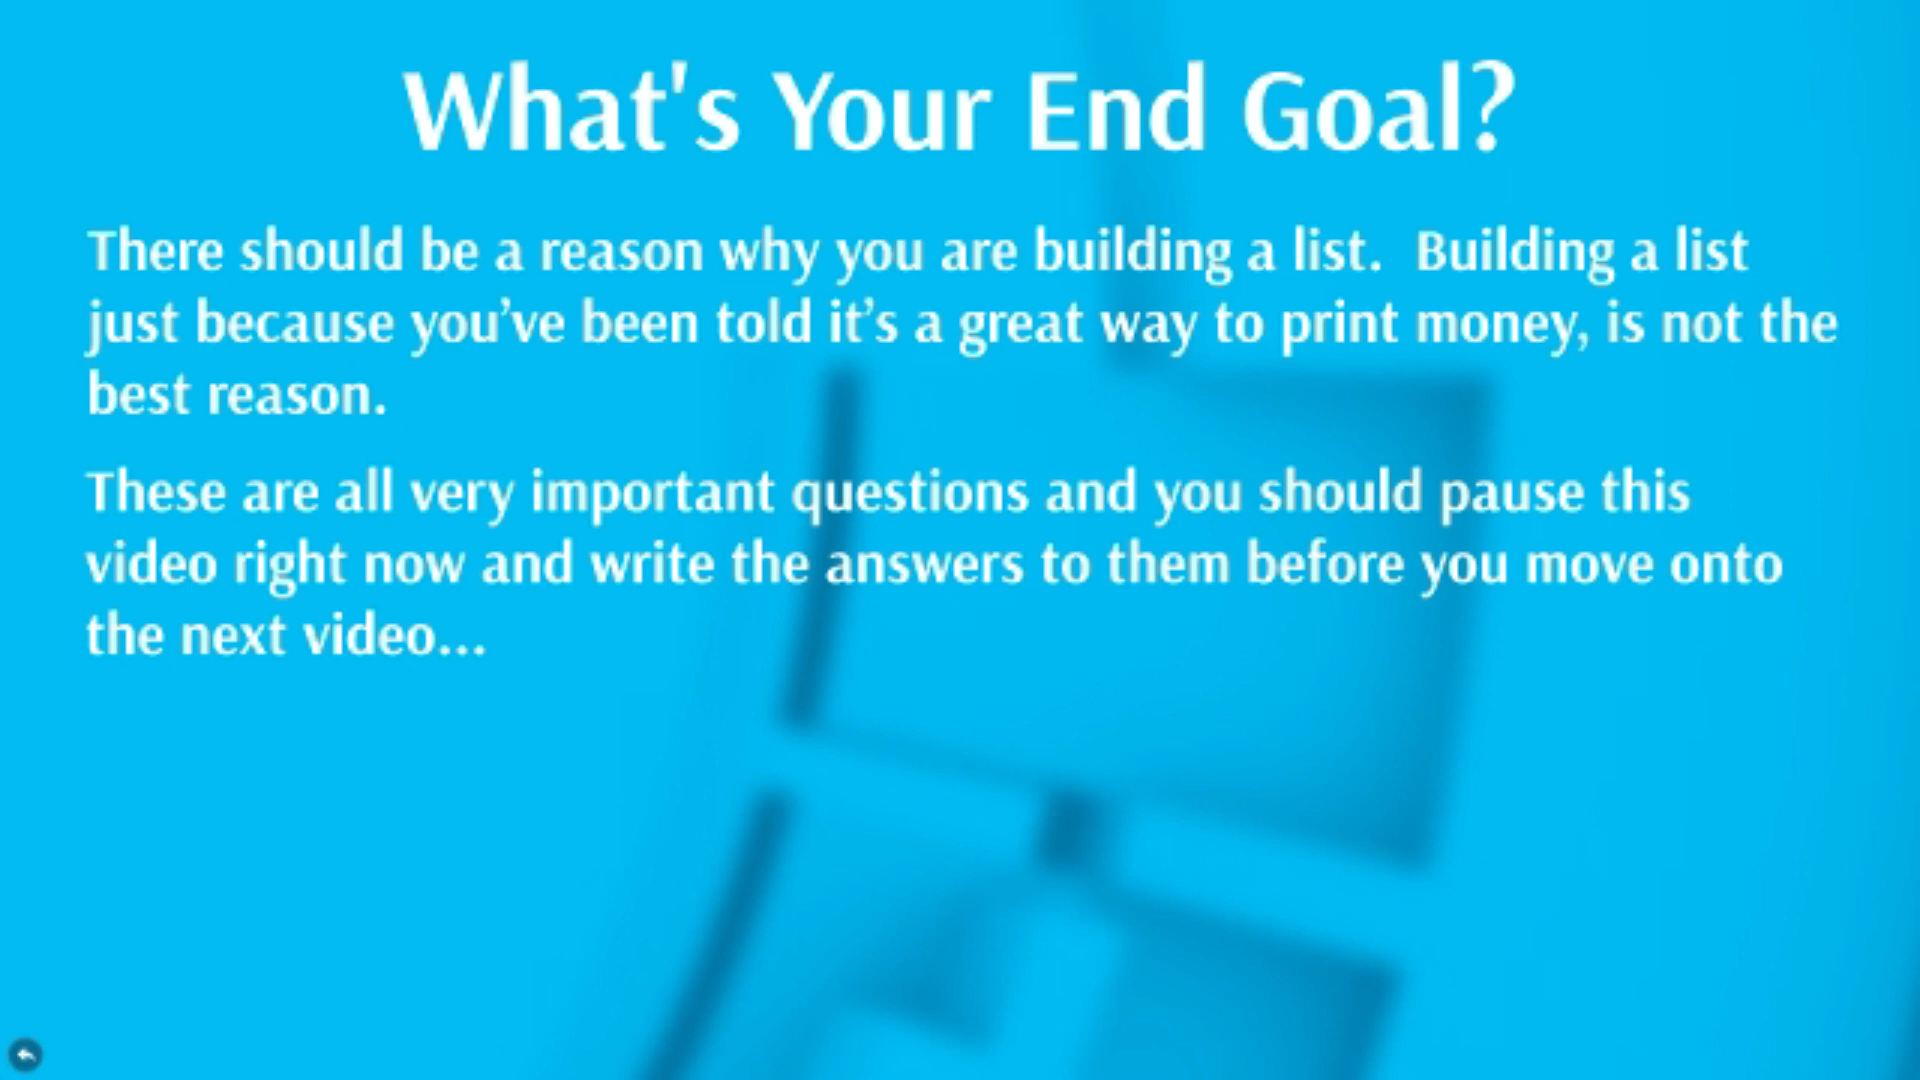 What's Your End Goal?
There should be a reason why you are building a list.  Building a list
just because you’ve been told it’s a great way to print money, is not the
best reason.
These are all very important questions and you should pause this
video right now and write the answers to them before you move onto
the next video...